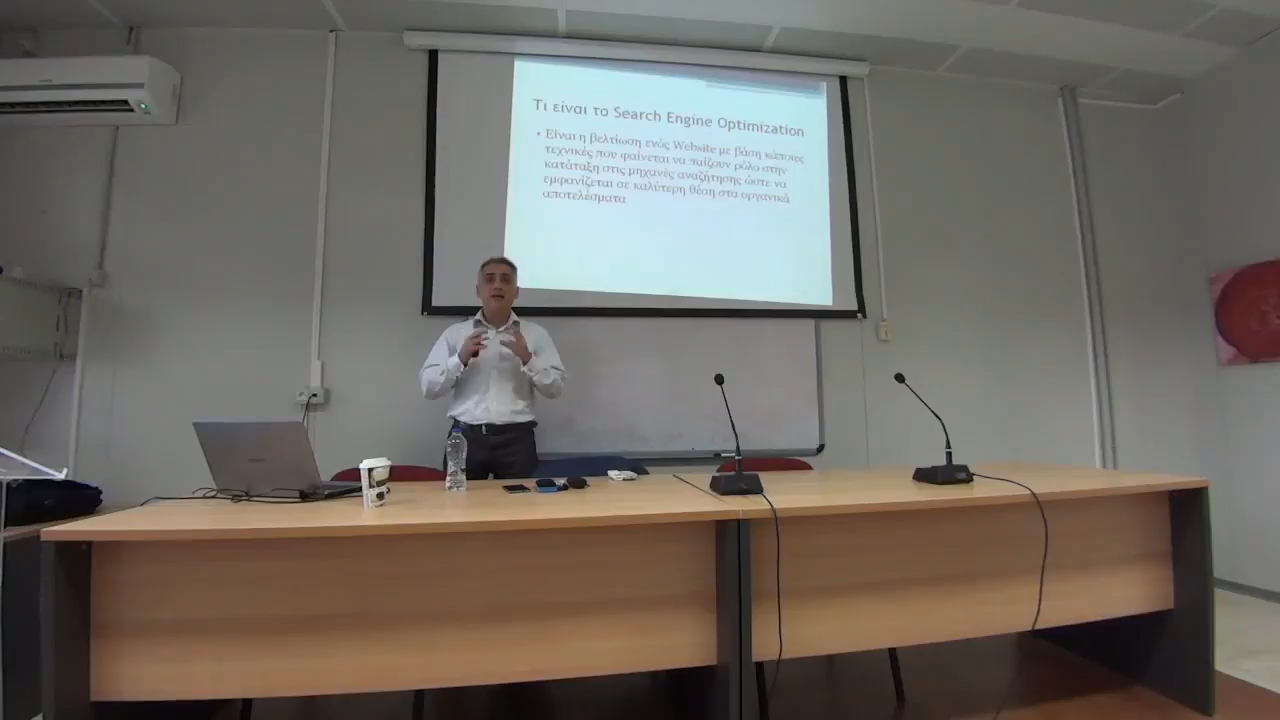 Τι είναι το Search Engine Optimization
• Είναι η βελτίωση ενός Website με βάση κάποιες
τεχνικές που φαίνεται να παίζουν ρόλο στην
κατάταξη στις μηχανές αναζήτησης ώστε να
εμφανίζεται σε καλύτερη θέση στα οργανικά
αποτελέσματα